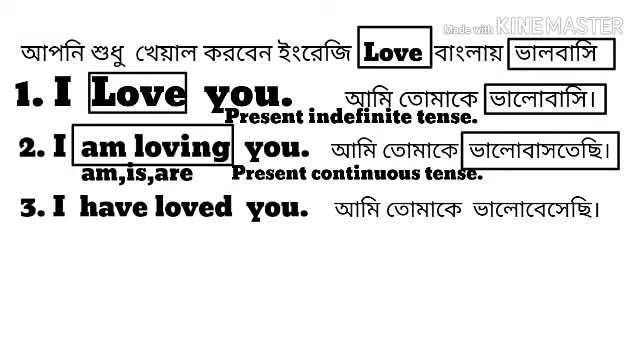 Made with KINEMASTER
আপনি শুধু খেয়াল করবেন ইংরেজি Love বাংলায় ভালবাসি
1. I Love you. আমি তোমাকে ভালোবাসি।
Present indefinite tense.
2. I am loving you. আমি তোমাকে ভালোবাসতেছি।
am,is,are Present continuous tense.
3. I have loved you. আমি তোমাকে ভালোবেসেছি।